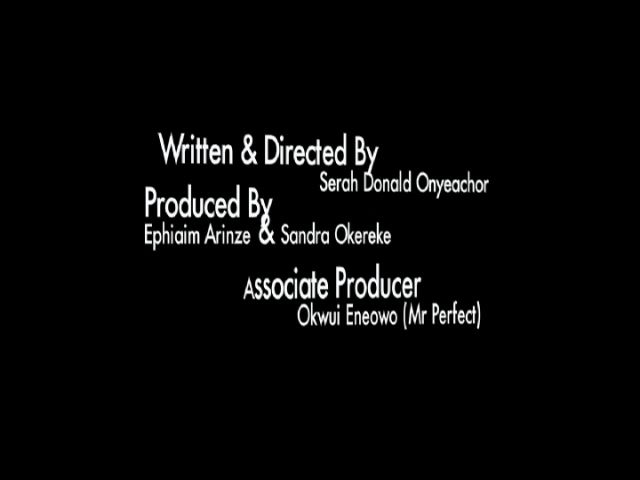 Written & Directed By
Serah Donald Onyeachor
Produced By
Ephiaim Arinze & Sandra Okereke
Associate Producer
Okwui Eneowo (Mr Perfect)